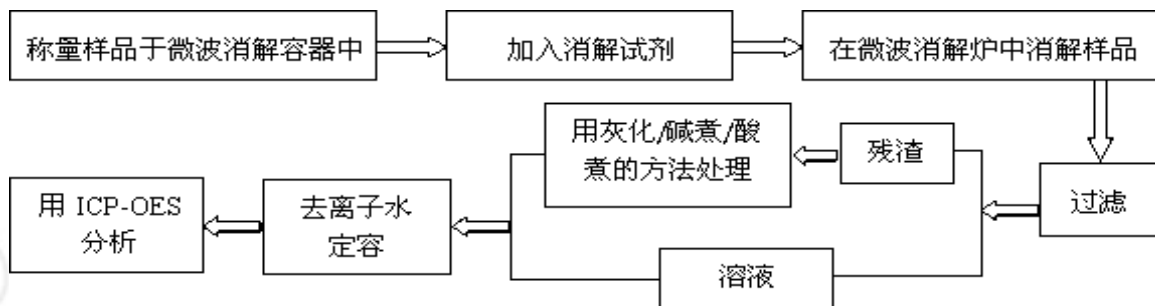 称量样品于微波消解容器中
加入消解试剂
在微波消解炉中消解样品
过滤
残渣
用灰化/碱煮/酸
煮的方法处理
溶液
去离子水
定容
用 ICP-OES
分析